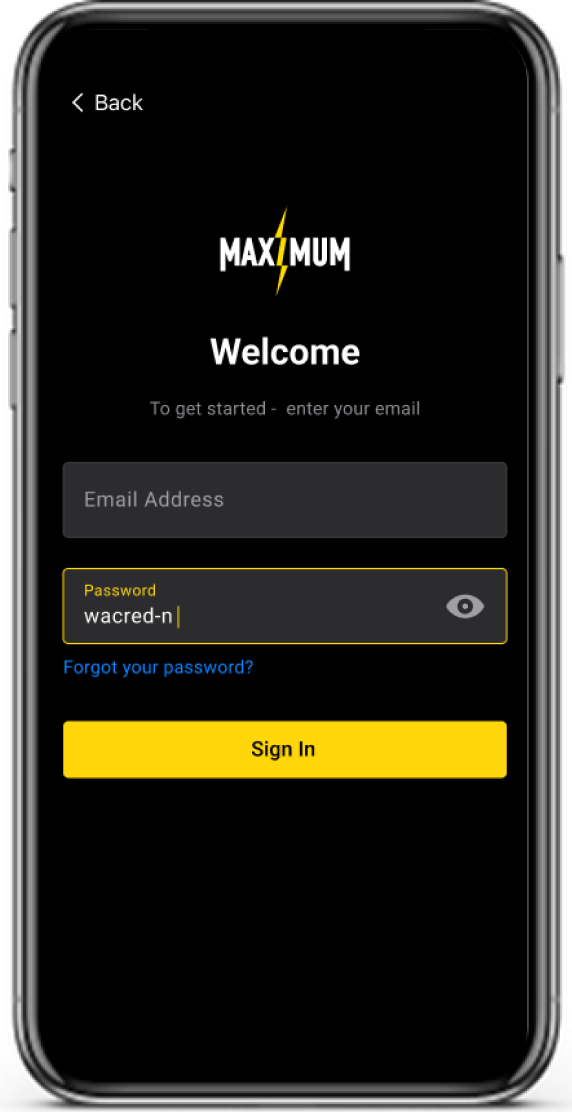 Back
MAXIMUM
Welcome
To get started - enter your email
Email Address
Password
wacred-n
Forgot your password?
Sign In